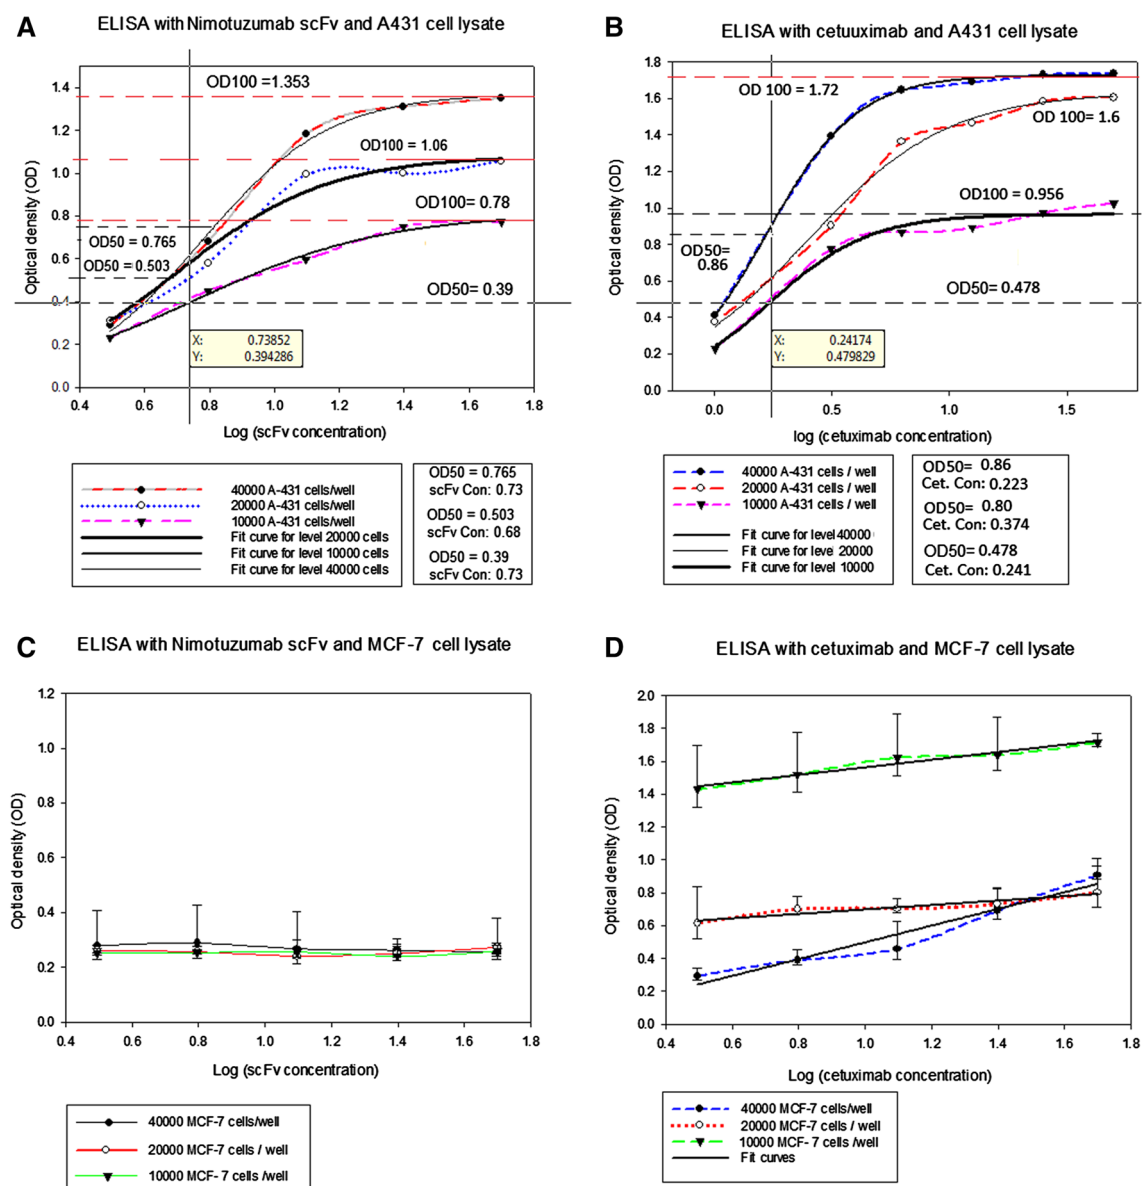 A
ELISA with Nimotuzumab scFv and A431 cell lysate
OD100 =1.353
OD100 = 1.06
OD100= 0.78
OD50 = 0.765
OD50 = 0.503
OD50= 0.39
X: 0.73852
Y: 0.394286
Optical density (OD)
1.4
1.2
1.0
0.8
0.6
0.4
0.2
0.0
0.4 0.6 0.8 1.0 1.2 1.4 1.6 1.8
Log (scFv concentration)
40000 A-431 cells/well
20000 A-431 cells/well
10000 A-431 cells/well
Fit curve for level 20000 cells
Fit curve for level 10000 cells
Fit curve for level 40000 cells
OD50 = 0.765
scFv Con: 0.73
OD50 = 0.503
scFv Con: 0.68
OD50 = 0.39
scFv Con: 0.73
B
ELISA with cetuuximab and A431 cell lysate
OD 100 = 1.72
OD 100= 1.6
OD100 = 0.956
OD50=
0.86
OD50= 0.478
X: 0.24174
Y: 0.479829
Optical density (OD)
1.8
1.6
1.4
1.2
1.0
0.8
0.6
0.4
0.2
0.0
0.0 0.5 1.0 1.5
log (cetuximab concentration)
40000 A-431 cells / well
20000 A-431 cells / well
10000 A-431 cells / well
Fit curve for level 40000
Fit curve for level 20000
Fit curve for level 10000
OD50= 0.86
Cet. Con: 0.223
OD50= 0.80
Cet. Con: 0.374
OD50= 0.478
Cet. Con: 0.241
C
ELISA with Nimotuzumab scFv and MCF-7 cell lysate
Optical density (OD)
1.2
1.0
0.8
0.6
0.4
0.2
0.0
0.4 0.6 0.8 1.0 1.2 1.4 1.6 1.8
Log (scFv concentration)
40000 MCF-7 cells/well
20000 MCF-7 cells / well
10000 MCF- 7 cells /well
D
ELISA with cetuximab and MCF-7 cell lysate
Optical density (OD)
2.0
1.8
1.6
1.4
1.2
1.0
0.8
0.6
0.4
0.2
0.0
0.4 0.6 0.8 1.0 1.2 1.4 1.6 1.8
Log (cetuximab concentration)
40000 MCF-7 cells/well
20000 MCF-7 cells / well
10000 MCF- 7 cells /well
Fit curves